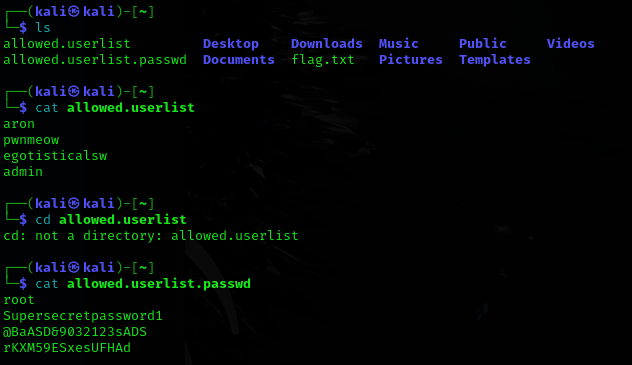 ┌──(kali㉿kali)-[~]
└─$ ls
allowed.userlist Desktop Downloads Music Public Videos
allowed.userlist.passwd Documents flag.txt Pictures Templates
┌──(kali㉿kali)-[~]
└─$ cat allowed.userlist
aron
pwnmeow
egotisticalsw
admin
┌──(kali㉿kali)-[~]
└─$ cd allowed.userlist
cd: not a directory: allowed.userlist
┌──(kali㉿kali)-[~]
└─$ cat allowed.userlist.passwd
root
Supersecretpassword1
@BaASD&9032123sADS
rKXM59ESxesUFHAd